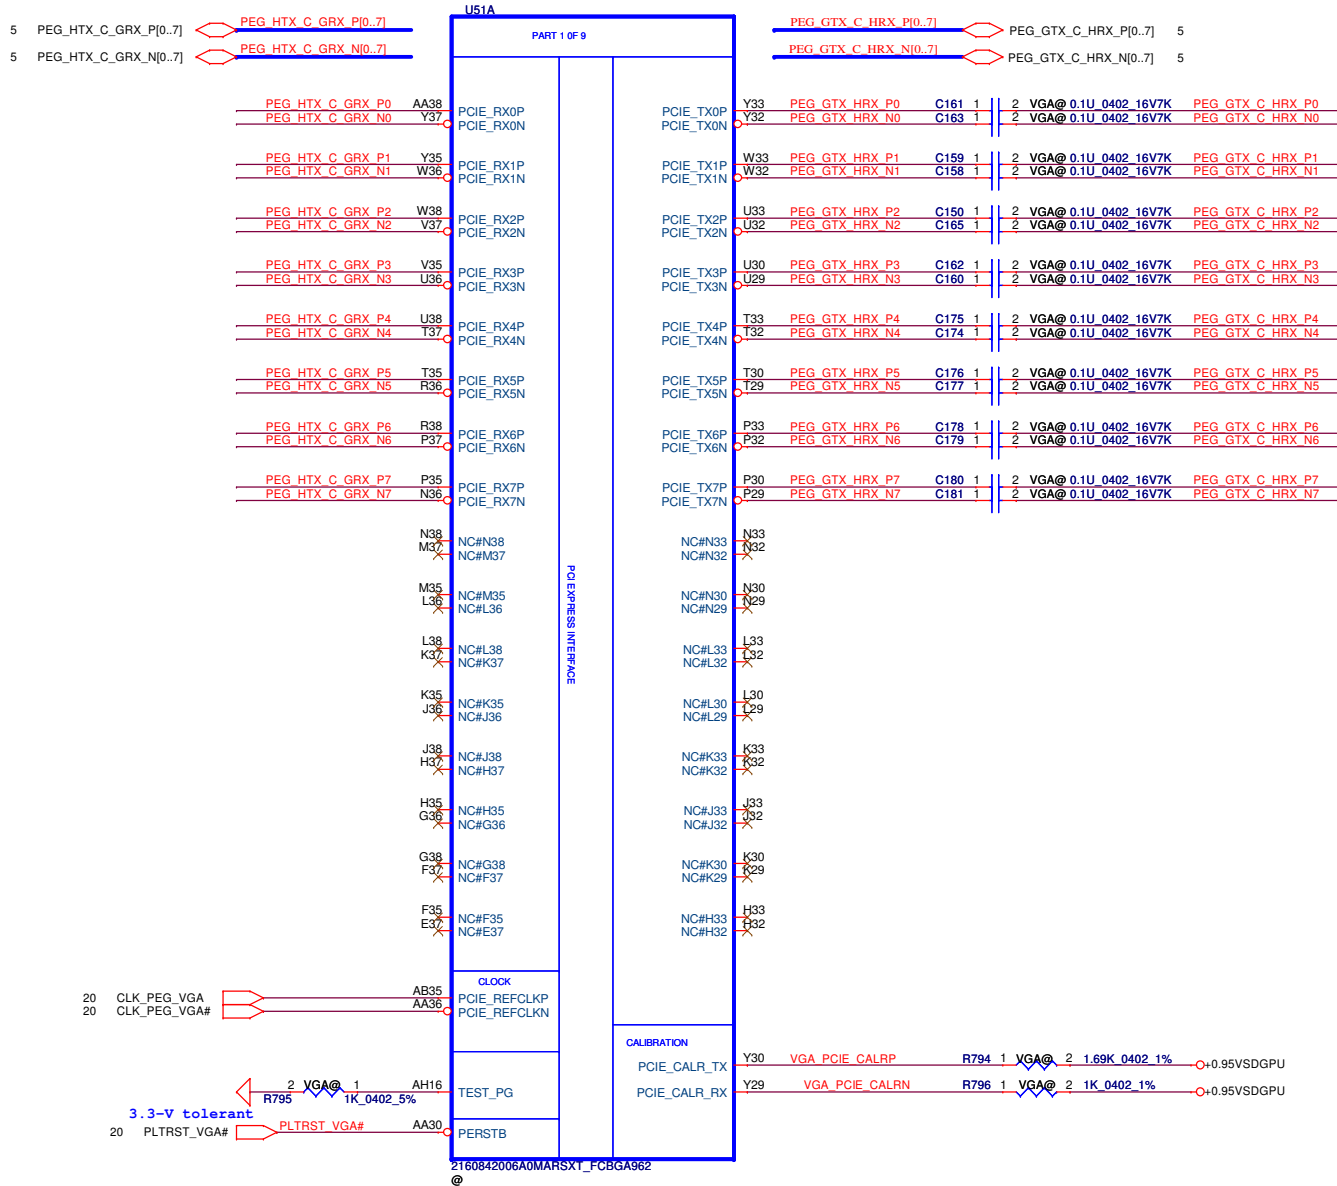 U51A
5 PEG_HTX_C_GRX_P[0..7] PEG_HTX_C_GRX_P[0..7] PART 1 0F 9 PEG_GTX_C_HRX_P[0..7] PEG_GTX_C_HRX_P[0..7] 5
5 PEG_HTX_C_GRX_N[0..7] PEG_HTX_C_GRX_N[0..7] PEG_GTX_C_HRX_N[0..7] PEG_GTX_C_HRX_N[0..7] 5
PEG_HTX_C_GRX_P0 AA38 PCIE_RX0P PCIE_TX0P Y33 PEG_GTX_HRX_P0 C161 1 2 VGA@ 0.1U_0402_16V7K PEG_GTX_C_HRX_P0
PEG_HTX_C_GRX_N0 Y37 PCIE_RX0N PCIE_TX0N Y32 PEG_GTX_HRX_N0 C163 1 2 VGA@ 0.1U_0402_16V7K PEG_GTX_C_HRX_N0
PEG_HTX_C_GRX_P1 Y35 PCIE_RX1P PCIE_TX1P W33 PEG_GTX_HRX_P1 C159 1 2 VGA@ 0.1U_0402_16V7K PEG_GTX_C_HRX_P1
PEG_HTX_C_GRX_N1 W36 PCIE_RX1N PCIE_TX1N W32 PEG_GTX_HRX_N1 C158 1 2 VGA@ 0.1U_0402_16V7K PEG_GTX_C_HRX_N1
PEG_HTX_C_GRX_P2 W38 PCIE_RX2P PCIE_TX2P U33 PEG_GTX_HRX_P2 C150 1 2 VGA@ 0.1U_0402_16V7K PEG_GTX_C_HRX_P2
PEG_HTX_C_GRX_N2 V37 PCIE_RX2N PCIE_TX2N U32 PEG_GTX_HRX_N2 C165 1 2 VGA@ 0.1U_0402_16V7K PEG_GTX_C_HRX_N2
PEG_HTX_C_GRX_P3 V35 PCIE_RX3P PCIE_TX3P U30 PEG_GTX_HRX_P3 C162 1 2 VGA@ 0.1U_0402_16V7K PEG_GTX_C_HRX_P3
PEG_HTX_C_GRX_N3 U36 PCIE_RX3N PCIE_TX3N U29 PEG_GTX_HRX_N3 C160 1 2 VGA@ 0.1U_0402_16V7K PEG_GTX_C_HRX_N3
PEG_HTX_C_GRX_P4 U38 PCIE_RX4P PCIE_TX4P T33 PEG_GTX_HRX_P4 C175 1 2 VGA@ 0.1U_0402_16V7K PEG_GTX_C_HRX_P4
PEG_HTX_C_GRX_N4 T37 PCIE_RX4N PCIE_TX4N T32 PEG_GTX_HRX_N4 C174 1 2 VGA@ 0.1U_0402_16V7K PEG_GTX_C_HRX_N4
PEG_HTX_C_GRX_P5 T35 PCIE_RX5P PCIE_TX5P T30 PEG_GTX_HRX_P5 C176 1 2 VGA@ 0.1U_0402_16V7K PEG_GTX_C_HRX_P5
PEG_HTX_C_GRX_N5 R36 PCIE_RX5N PCIE_TX5N T29 PEG_GTX_HRX_N5 C177 1 2 VGA@ 0.1U_0402_16V7K PEG_GTX_C_HRX_N5
PEG_HTX_C_GRX_P6 R38 PCIE_RX6P PCIE_TX6P P33 PEG_GTX_HRX_P6 C178 1 2 VGA@ 0.1U_0402_16V7K PEG_GTX_C_HRX_P6
PEG_HTX_C_GRX_N6 P37 PCIE_RX6N PCIE_TX6N P32 PEG_GTX_HRX_N6 C179 1 2 VGA@ 0.1U_0402_16V7K PEG_GTX_C_HRX_N6
PEG_HTX_C_GRX_P7 P35 PCIE_RX7P PCIE_TX7P P30 PEG_GTX_HRX_P7 C180 1 2 VGA@ 0.1U_0402_16V7K PEG_GTX_C_HRX_P7
PEG_HTX_C_GRX_N7 N36 PCIE_RX7N PCIE_TX7N P29 PEG_GTX_HRX_N7 C181 1 2 VGA@ 0.1U_0402_16V7K PEG_GTX_C_HRX_N7
N38 NC#N38 NC#N33 N33
M37 NC#M37 NC#N32 N32
PCI EXPRESS INTERFACE
M35 NC#M35 NC#N30 N30
L36 NC#L36 NC#N29 N29
L38 NC#L38 NC#L33 L33
K37 NC#K37 NC#L32 L32
K35 NC#K35 NC#L30 L30
J36 NC#J36 NC#L29 L29
J38 NC#J38 NC#K33 K33
H37 NC#H37 NC#K32 K32
H35 NC#H35 NC#J33 J33
G36 NC#G36 NC#J32 J32
G38 NC#G38 NC#K30 K30
F37 NC#F37 NC#K29 K29
F35 NC#F35 NC#H33 H33
E37 NC#E37 NC#H32 H32
CLOCK
20 CLK_PEG_VGA AB35 PCIE_REFCLKP
20 CLK_PEG_VGA# AA36 PCIE_REFCLKN
CALIBRATION
PCIE_CALR_TX Y30 VGA_PCIE_CALRP R794 1 VGA@ 2 1.69K_0402_1% +0.95VSDGPU
2 VGA@ 1 AH16 TEST_PG PCIE_CALR_RX Y29 VGA_PCIE_CALRN R796 1 VGA@ 2 1K_0402_1% +0.95VSDGPU
R795 1K_0402_5%
3.3-V tolerant
20 PLTRST_VGA# PLTRST_VGA# AA30 PERSTB
2160842006A0MARSXT_FCBGA962
@